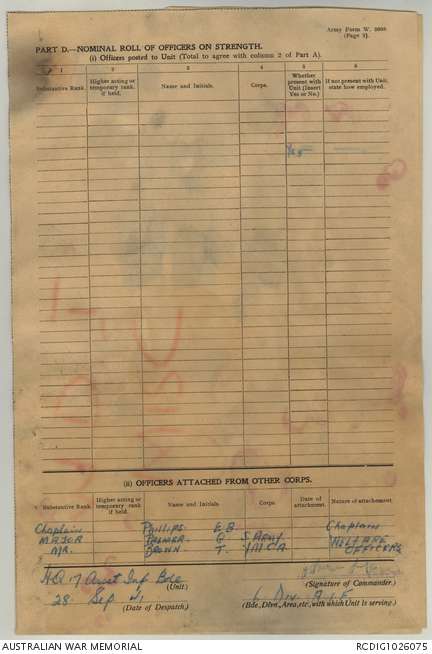 Army Form W. 3008
(Page 3).
PART D.—NOMINAL ROLL OF OFFICERS ON STRENGTH.
(i) Officers posted to Unit (Total to agree with column 2 of Part A).
1 2 3 4 5 6
Substantive Rank. Higher acting or temporary rank if held. Name and Initials. Corps. Whether present with Unit (Insert Yes or No.) If not present with Unit, state how employed.
Yes
(ii) OFFICERS ATTACHED FROM OTHER CORPS.
Substantive Rank. Higher acting or temporary rank if held. Name and Initials. Corps. Date of attachment. Nature of attachment.
Chaplain PHILLIPS E.B. Chaplain
MAJOR PALMER G S. Army WELFARE
MR. BROWN T. YMCA OFFICERS
HQ 17 Aust Inf Bde
(Unit.)
(Signature of Commander.)
28 Sep 41
6 Div A.I.F
(Date of Despatch.)
(Bde., Divn., Area, etc., with which Unit is serving.)
AUSTRALIAN WAR MEMORIAL
RCDIG1026075